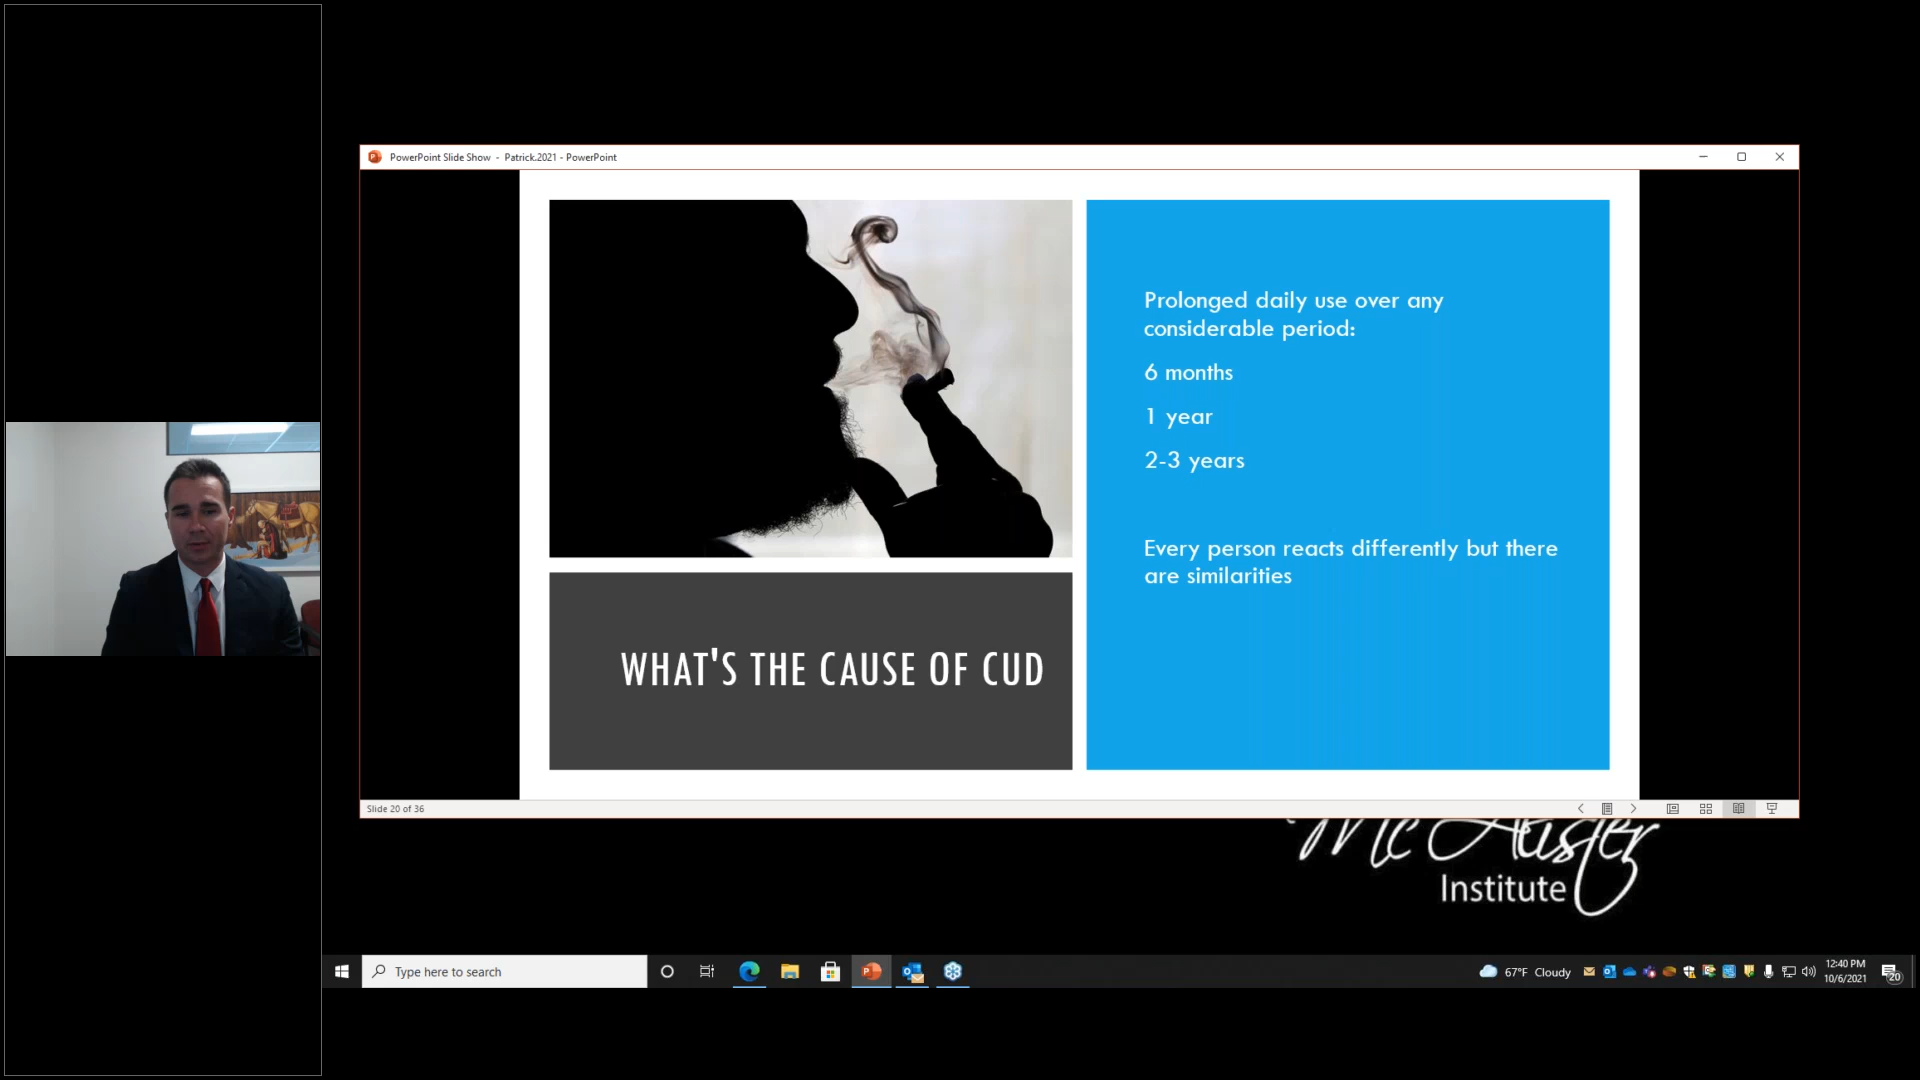 PowerPoint Slide Show - Patrick.2021 - PowerPoint
Prolonged daily use over any
considerable period:
6 months
1 year
2-3 years
Every person reacts differently but there
are similarities
WHAT'S THE CAUSE OF CUD
Slide 20 of 36
McAlister
Institute
Type here to search
67°F Cloudy
12:40 PM
10/6/2021
20